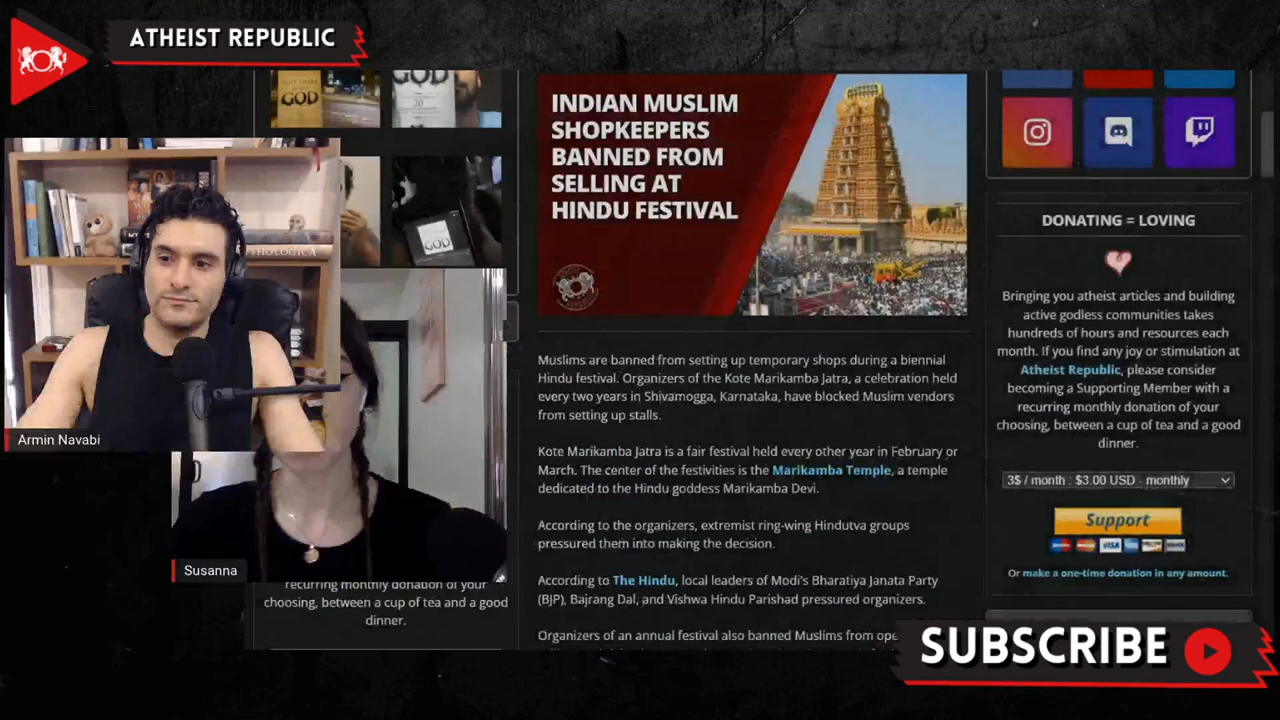 ATHEIST REPUBLIC
GOD
GOD
20
GOD
THOLOGICA
Armin Navabi
Susanna
recurring monthly donation of your
choosing, between a cup of tea and a good
dinner.
INDIAN MUSLIM
SHOPKEEPERS
BANNED FROM
SELLING AT
HINDU FESTIVAL
Muslims are banned from setting up temporary shops during a biennial
Hindu festival. Organizers of the Kote Marikamba Jatra, a celebration held
every two years in Shivamogga, Karnataka, have blocked Muslim vendors
from setting up stalls.
Kote Marikamba Jatra is a fair festival held every other year in February or
March. The center of the festivities is the Marikamba Temple, a temple
dedicated to the Hindu goddess Marikamba Devi.
According to the organizers, extremist ring-wing Hindutva groups
pressured them into making the decision.
According to The Hindu, local leaders of Modi's Bharatiya Janata Party
(BJP), Bajrang Dal, and Vishwa Hindu Parishad pressured organizers.
Organizers of an annual festival also banned Muslims from ope
DONATING = LOVING
Bringing you atheist articles and building
active godless communities takes
hundreds of hours and resources each
month. If you find any joy or stimulation at
Atheist Republic, please consider
becoming a Supporting Member with a
recurring monthly donation of your
choosing, between a cup of tea and a good
dinner.
3$ / month : $3.00 USD - monthly
Support
VISA
Or make a one-time donation in any amount.
SUBSCRIBE